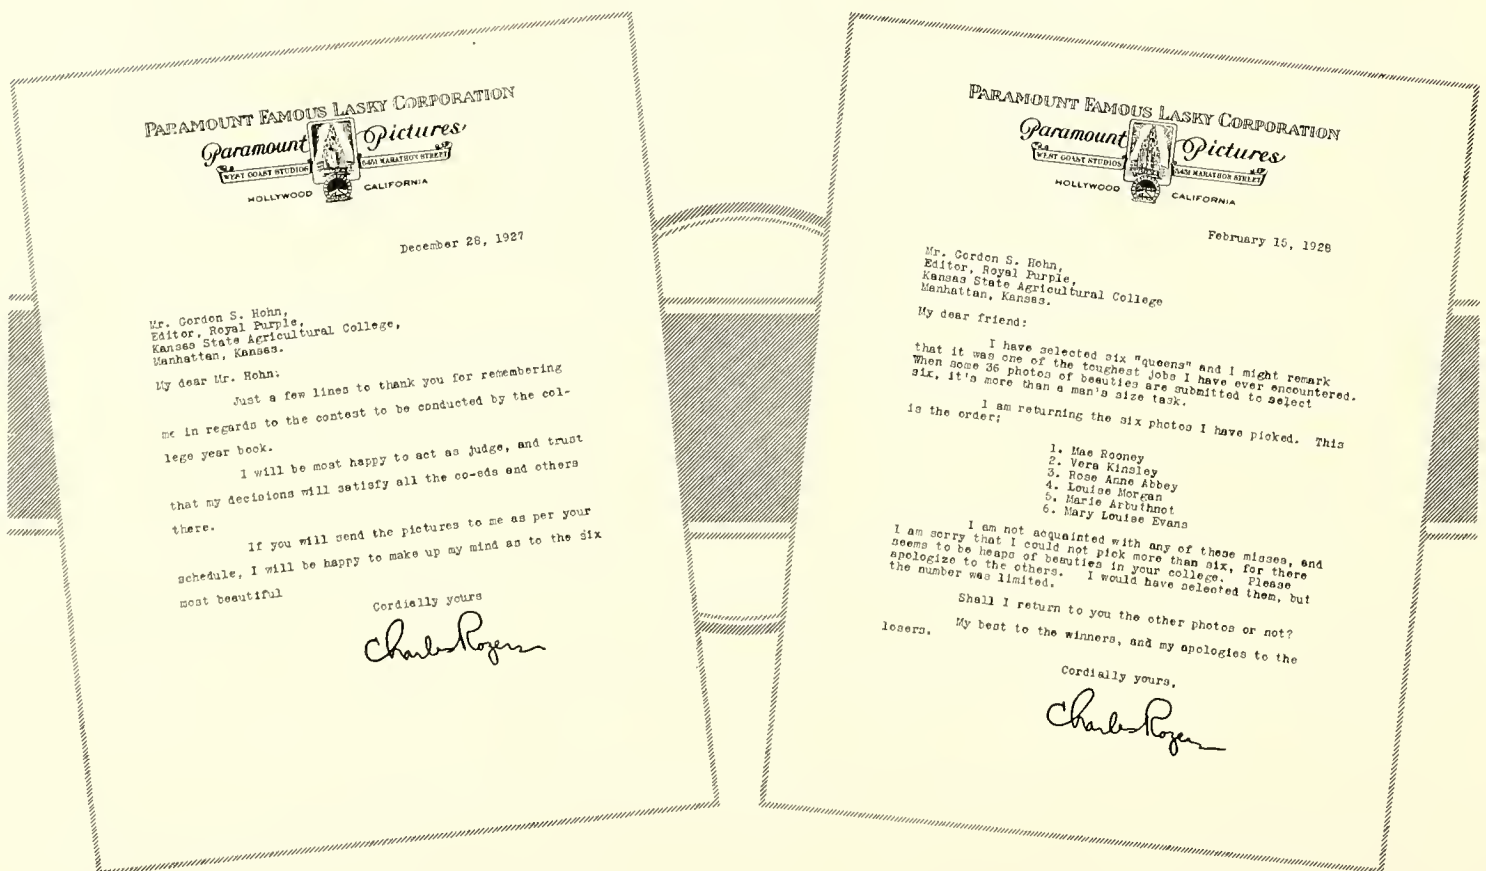 PARAMOUNT FAMOUS LASKY CORPORATION
Paramount Pictures
WEST COAST STUDIOS 5451 MARATHON STREET
HOLLYWOOD CALIFORNIA
December 28, 1927
Mr. Gordon S. Hohn,
Editor, Royal Purple,
Kansas State Agricultural College,
Manhattan, Kansas.
My dear Mr. Hohn:
Just a few lines to thank you for remembering
me in regards to the contest to be conducted by the col-
lege year book.
I will be most happy to act as judge, and trust
that my decisions will satisfy all the co-eds and others
there.
If you will send the pictures to me as per your
schedule, I will be happy to make up my mind as to the six
most beautiful
Cordially yours
Charles Rogers
PARAMOUNT FAMOUS LASKY CORPORATION
Paramount Pictures
WEST COAST STUDIOS 5451 MARATHON STREET
HOLLYWOOD CALIFORNIA
February 15, 1928
Mr. Gordon S. Hohn,
Editor, Royal Purple,
Kansas State Agricultural College
Manhattan, Kansas.
My dear friend:
I have selected six "queens" and I might remark
that it was one of the toughest jobs I have ever encountered.
When some 36 photos of beauties are submitted to select
six, it's more than a man's size task.
I am returning the six photos I have picked. This
is the order:
1. Mae Rooney
2. Vera Kinsley
3. Rose Anne Abbey
4. Louise Morgan
5. Marie Arbuthnot
6. Mary Louise Evans
I am not acquainted with any of these misses, and
I am sorry that I could not pick more than six, for there
seems to be heaps of beauties in your college. Please
apologize to the others. I would have selected them, but
the number was limited.
Shall I return to you the other photos or not?
My best to the winners, and my apologies to the
losers.
Cordially yours,
Charles Rogers